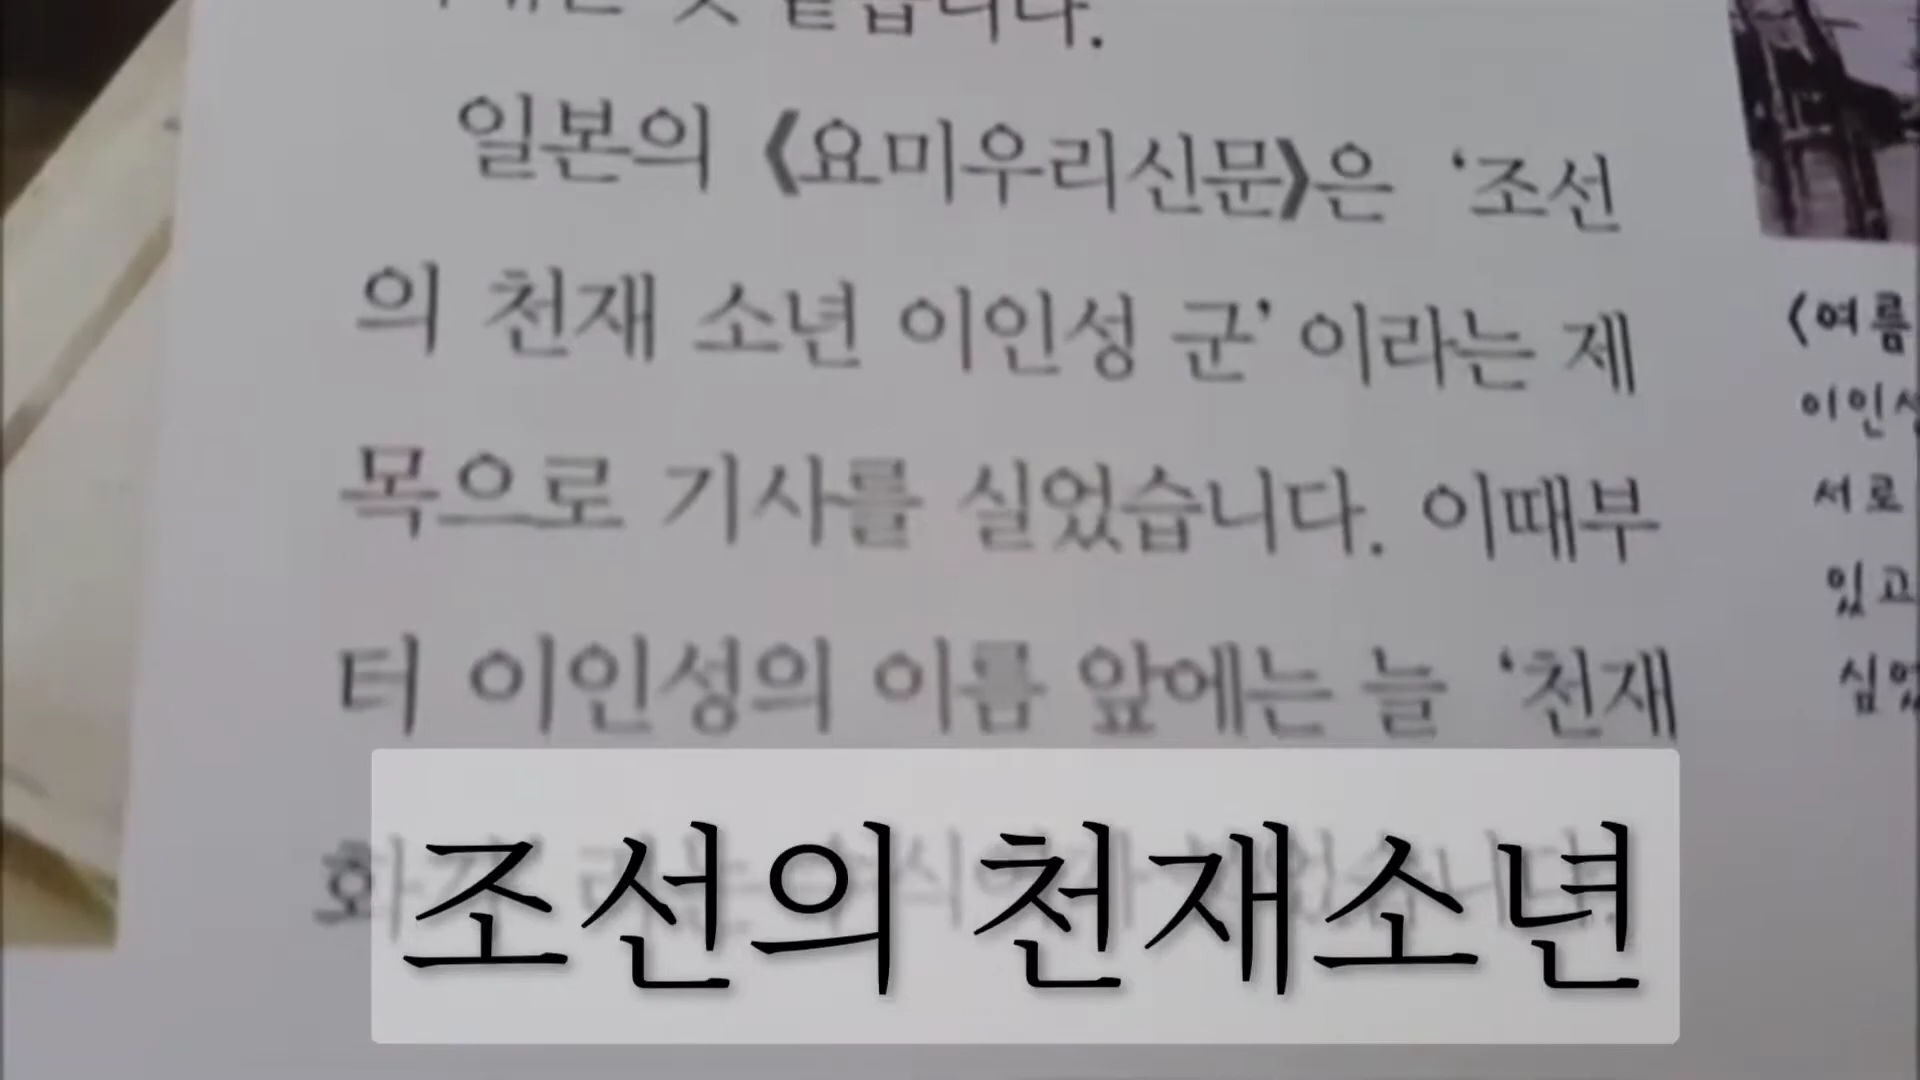 일본의 《요미우리신문》은 ‘조선
의 천재 소년 이인성 군’이라는 제
목으로 기사를 실었습니다. 이때부
터 이인성의 이름 앞에는 늘 ‘천재
조선의 천재소년
<여름
이인성
서로
있고